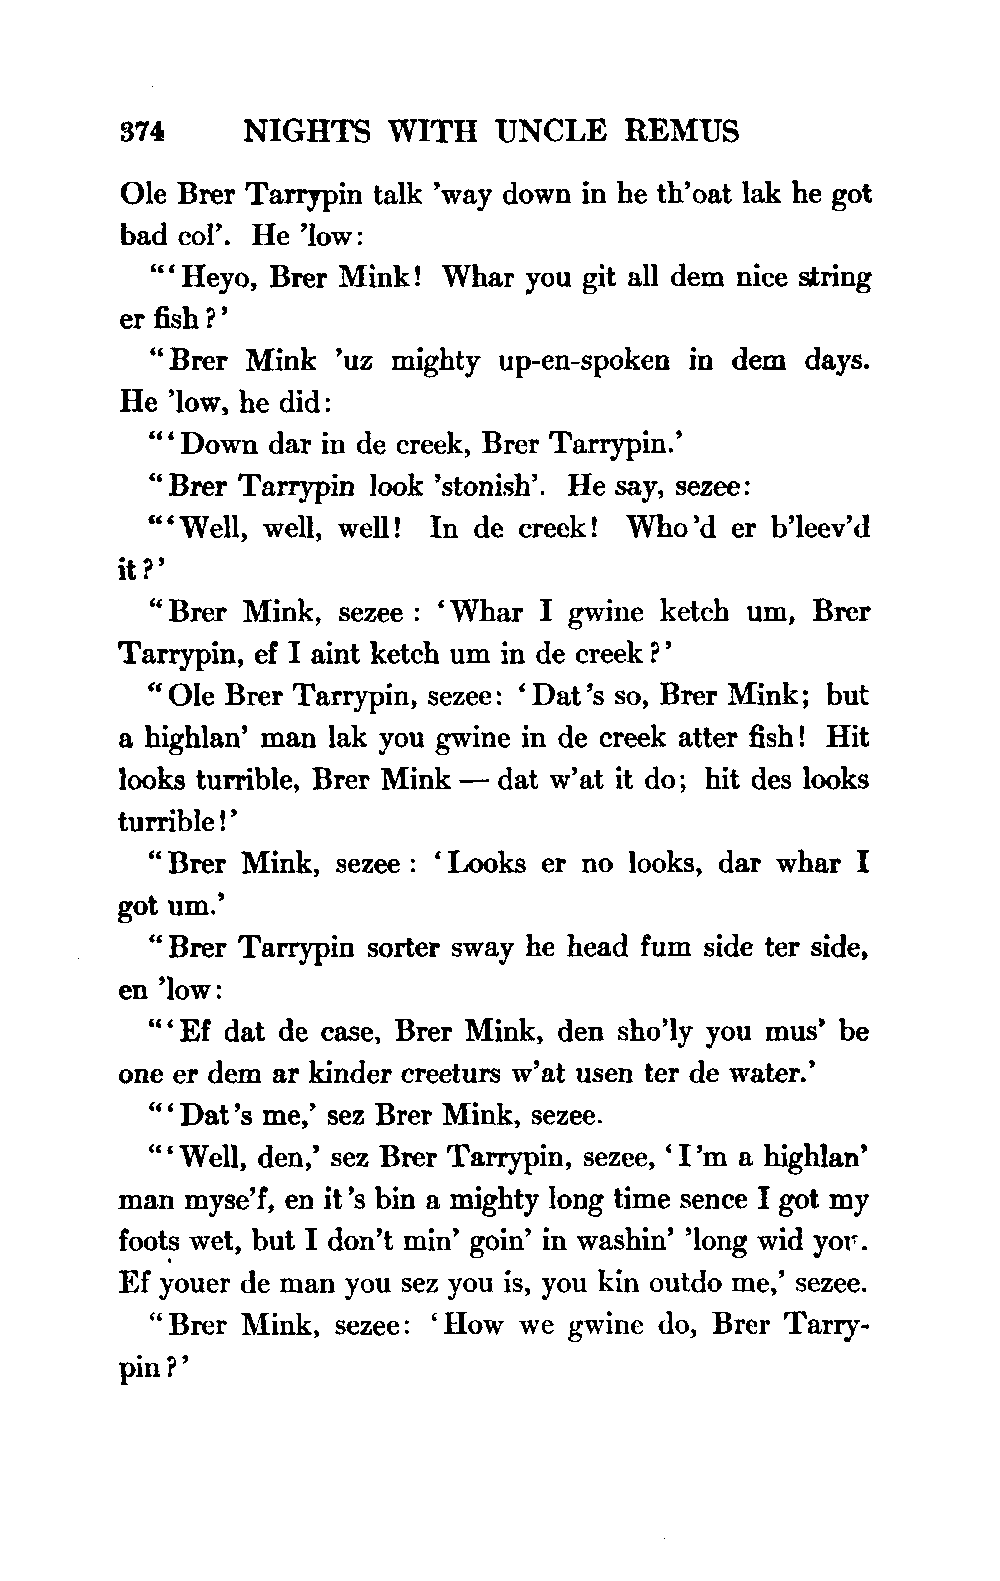 374 NIGHTS WITH UNCLE REMUS
Ole Brer Tarrypin talk ’way down in he th’oat lak he got
bad col’. He ’low:
“‘Heyo, Brer Mink! Whar you git all dem nice string
er fish?’
“Brer Mink ’uz mighty up-en-spoken in dem days.
He ’low, he did:
“‘Down dar in de creek, Brer Tarrypin.’
“Brer Tarrypin look ’stonish’. He say, sezee:
“‘Well, well, well! In de creek! Who’d er b’leev’d
it?’
“Brer Mink, sezee : ‘Whar I gwine ketch um, Brer
Tarrypin, ef I aint ketch um in de creek?’
“Ole Brer Tarrypin, sezee: ‘Dat’s so, Brer Mink; but
a highlan’ man lak you gwine in de creek atter fish! Hit
looks turrible, Brer Mink — dat w’at it do; hit des looks
turrible!’
“Brer Mink, sezee : ‘Looks er no looks, dar whar I
got um.’
“Brer Tarrypin sorter sway he head fum side ter side,
en ’low:
“‘Ef dat de case, Brer Mink, den sho’ly you mus’ be
one er dem ar kinder creeturs w’at usen ter de water.’
“‘Dat’s me,’ sez Brer Mink, sezee.
“‘Well, den,’ sez Brer Tarrypin, sezee, ‘I’m a highlan’
man myse’f, en it’s bin a mighty long time sence I got my
foots wet, but I don’t min’ goin’ in washin’ ’long wid you.
Ef youer de man you sez you is, you kin outdo me,’ sezee.
“Brer Mink, sezee: ‘How we gwine do, Brer Tarry-
pin?’